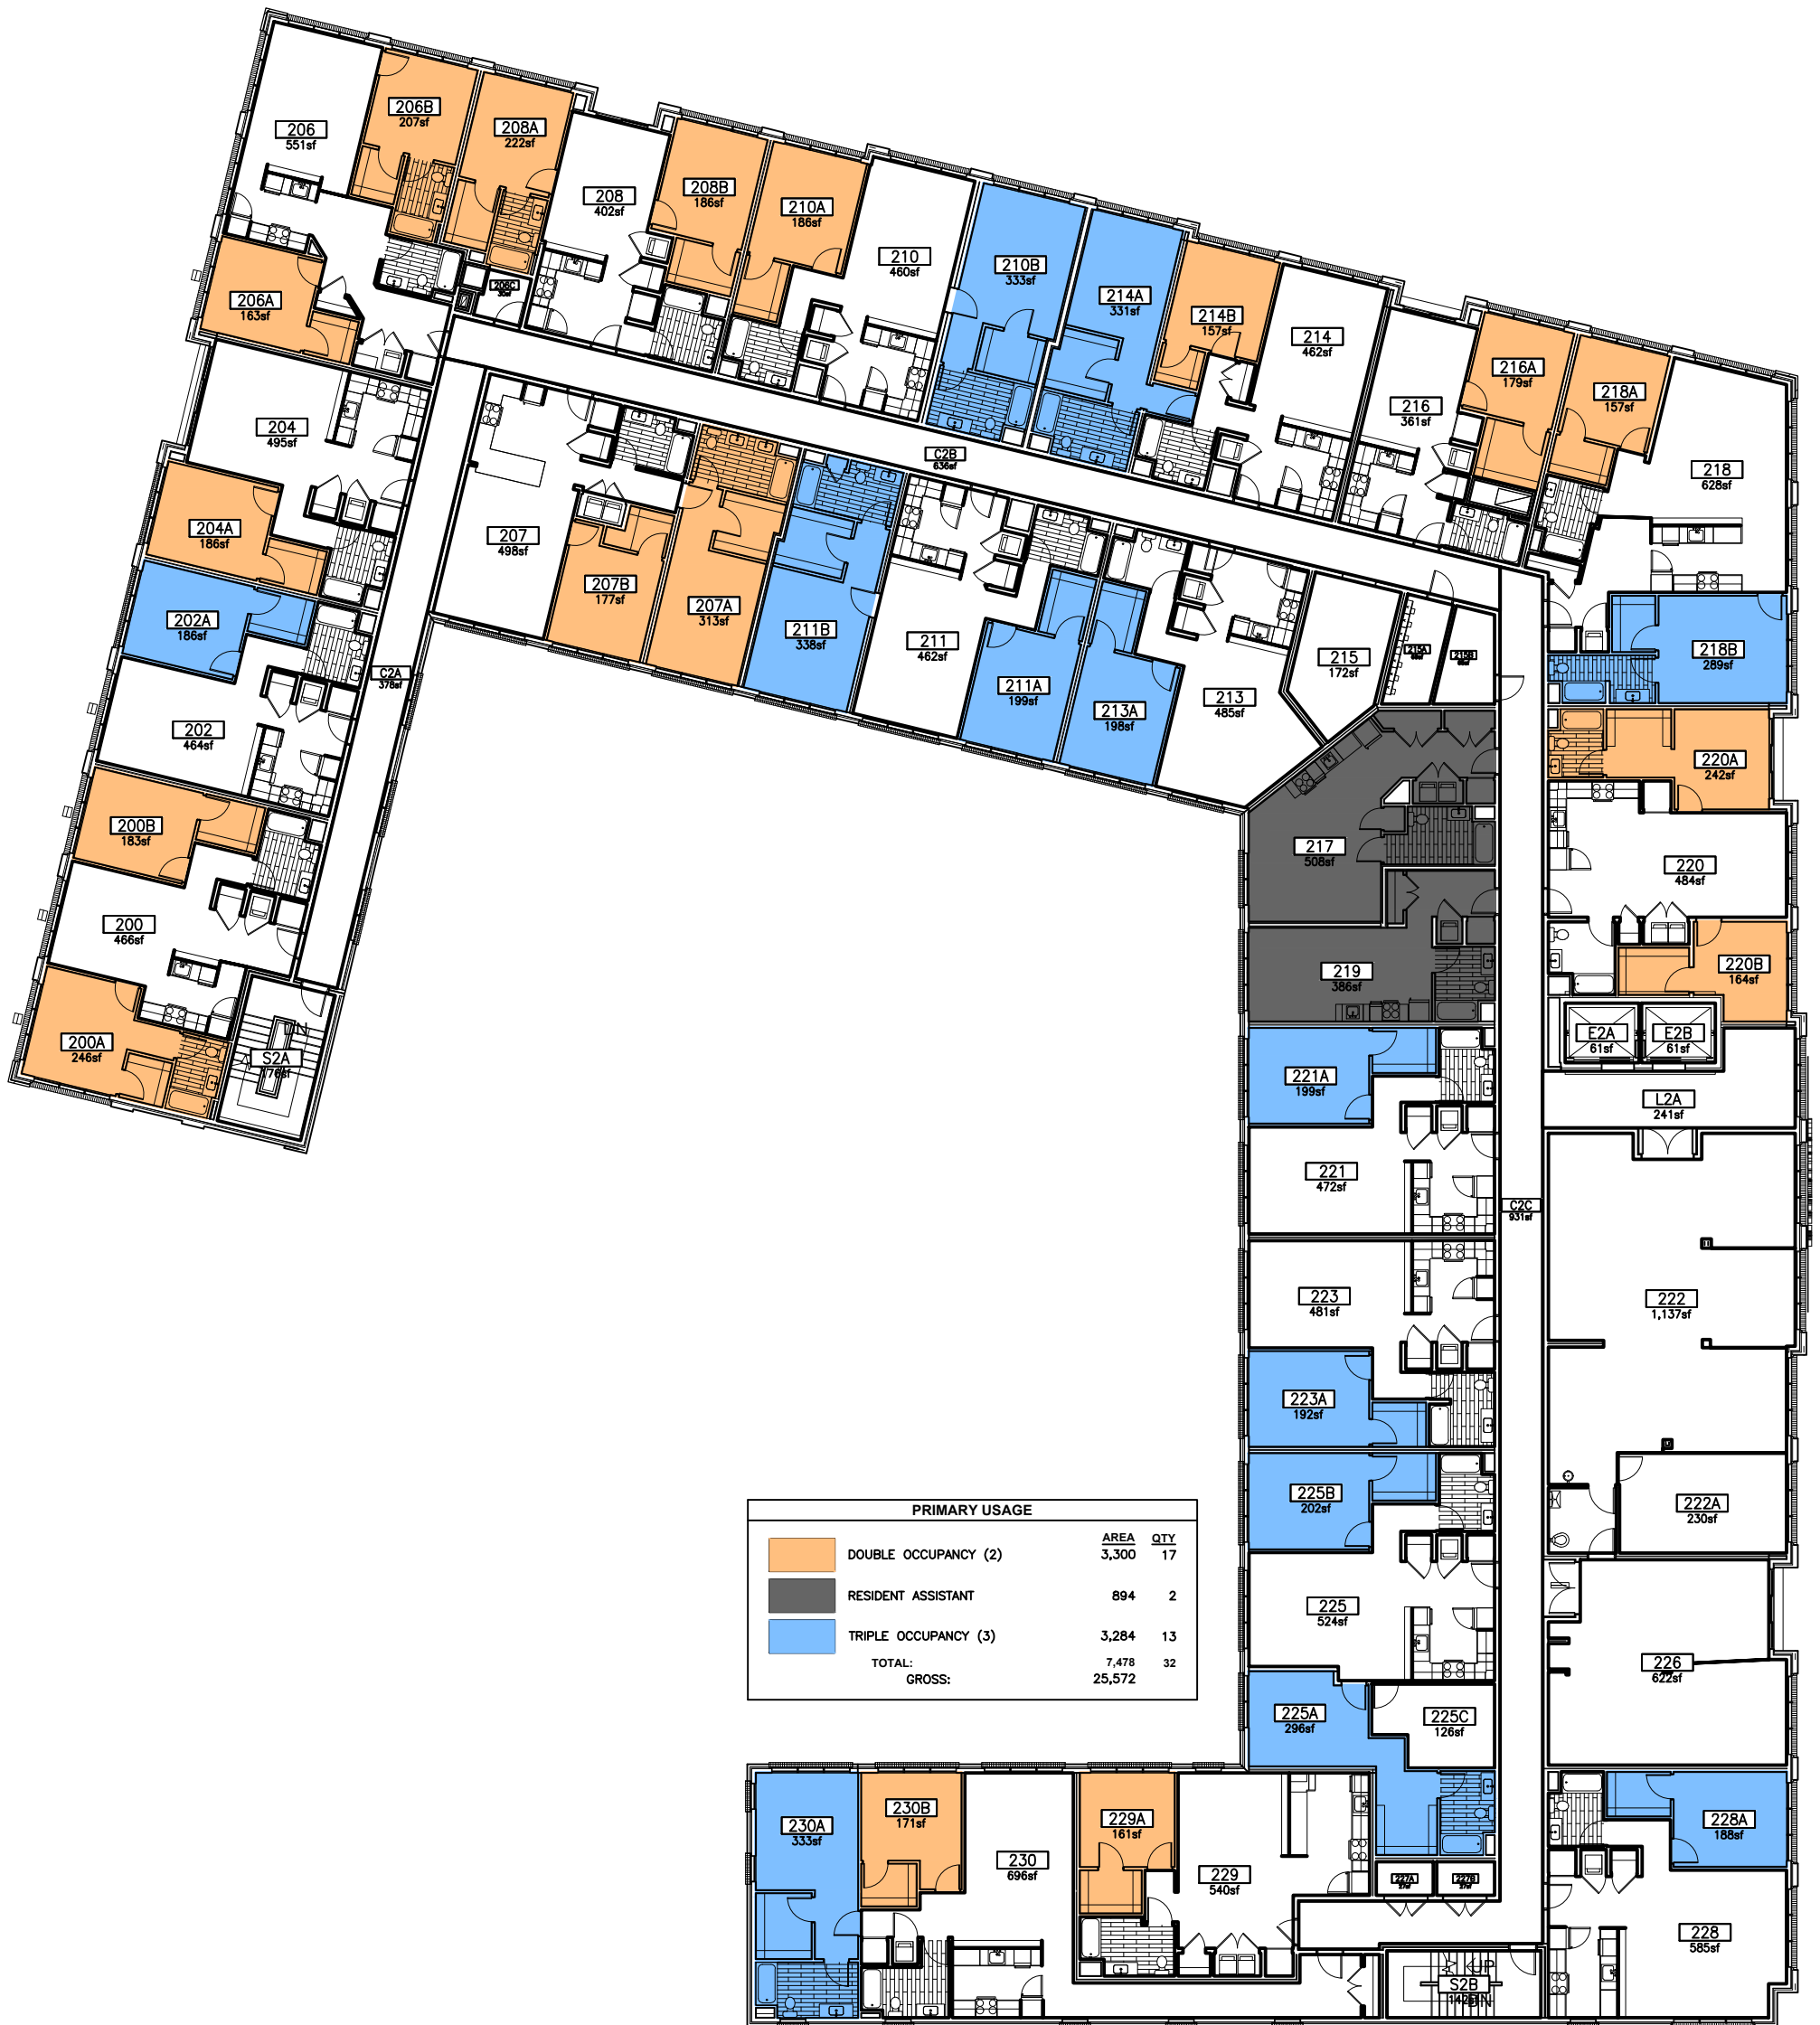 206
551sf
206B
207sf
208A
222sf
208
402sf
208B
186sf
210A
186sf
210
460sf
210B
333sf
214A
331sf
214B
157sf
214
462sf
216
361sf
216A
179sf
218A
157sf
218
628sf
206A
163sf
204
495sf
204A
186sf
202A
186sf
202
464sf
C2A
378sf
200B
183sf
200
466sf
200A
246sf
S2A
176sf
207
498sf
207B
177sf
207A
313sf
C2B
636sf
211B
338sf
211
462sf
211A
199sf
213A
198sf
213
485sf
215
172sf
215A
215B
218B
289sf
220A
242sf
220
484sf
220B
164sf
217
508sf
219
386sf
E2A
61sf
E2B
61sf
L2A
241sf
221A
199sf
221
472sf
C2C
931sf
223
481sf
222
1,137sf
223A
192sf
225B
202sf
222A
230sf
225
524sf
226
622sf
225A
296sf
225C
126sf
PRIMARY USAGE
AREA QTY
DOUBLE OCCUPANCY (2) 3,300 17
RESIDENT ASSISTANT 894 2
TRIPLE OCCUPANCY (3) 3,284 13
TOTAL: 7,478 32
GROSS: 25,572
230A
333sf
230B
171sf
230
696sf
229A
161sf
229
540sf
227A
227B
228A
188sf
228
585sf
UP
S2B
DN